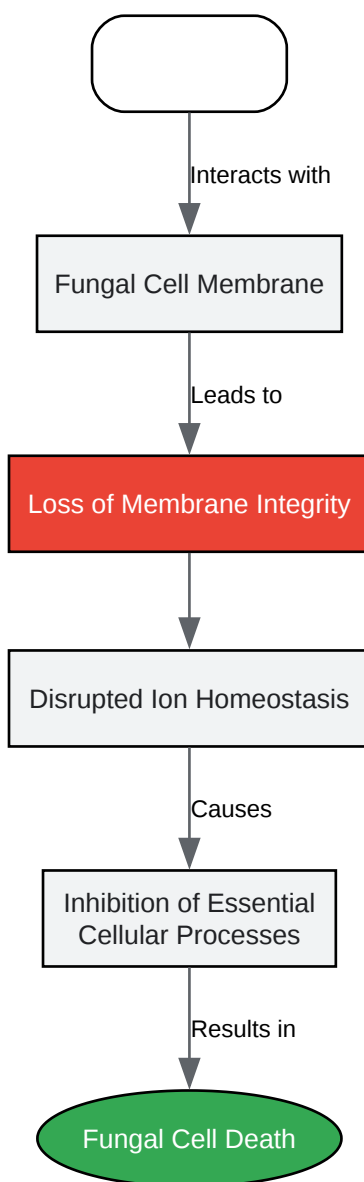 Interacts with
Fungal Cell Membrane
Leads to
Loss of Membrane Integrity
Disrupted Ion Homeostasis
Causes
Inhibition of Essential
Cellular Processes
Results in
Fungal Cell Death